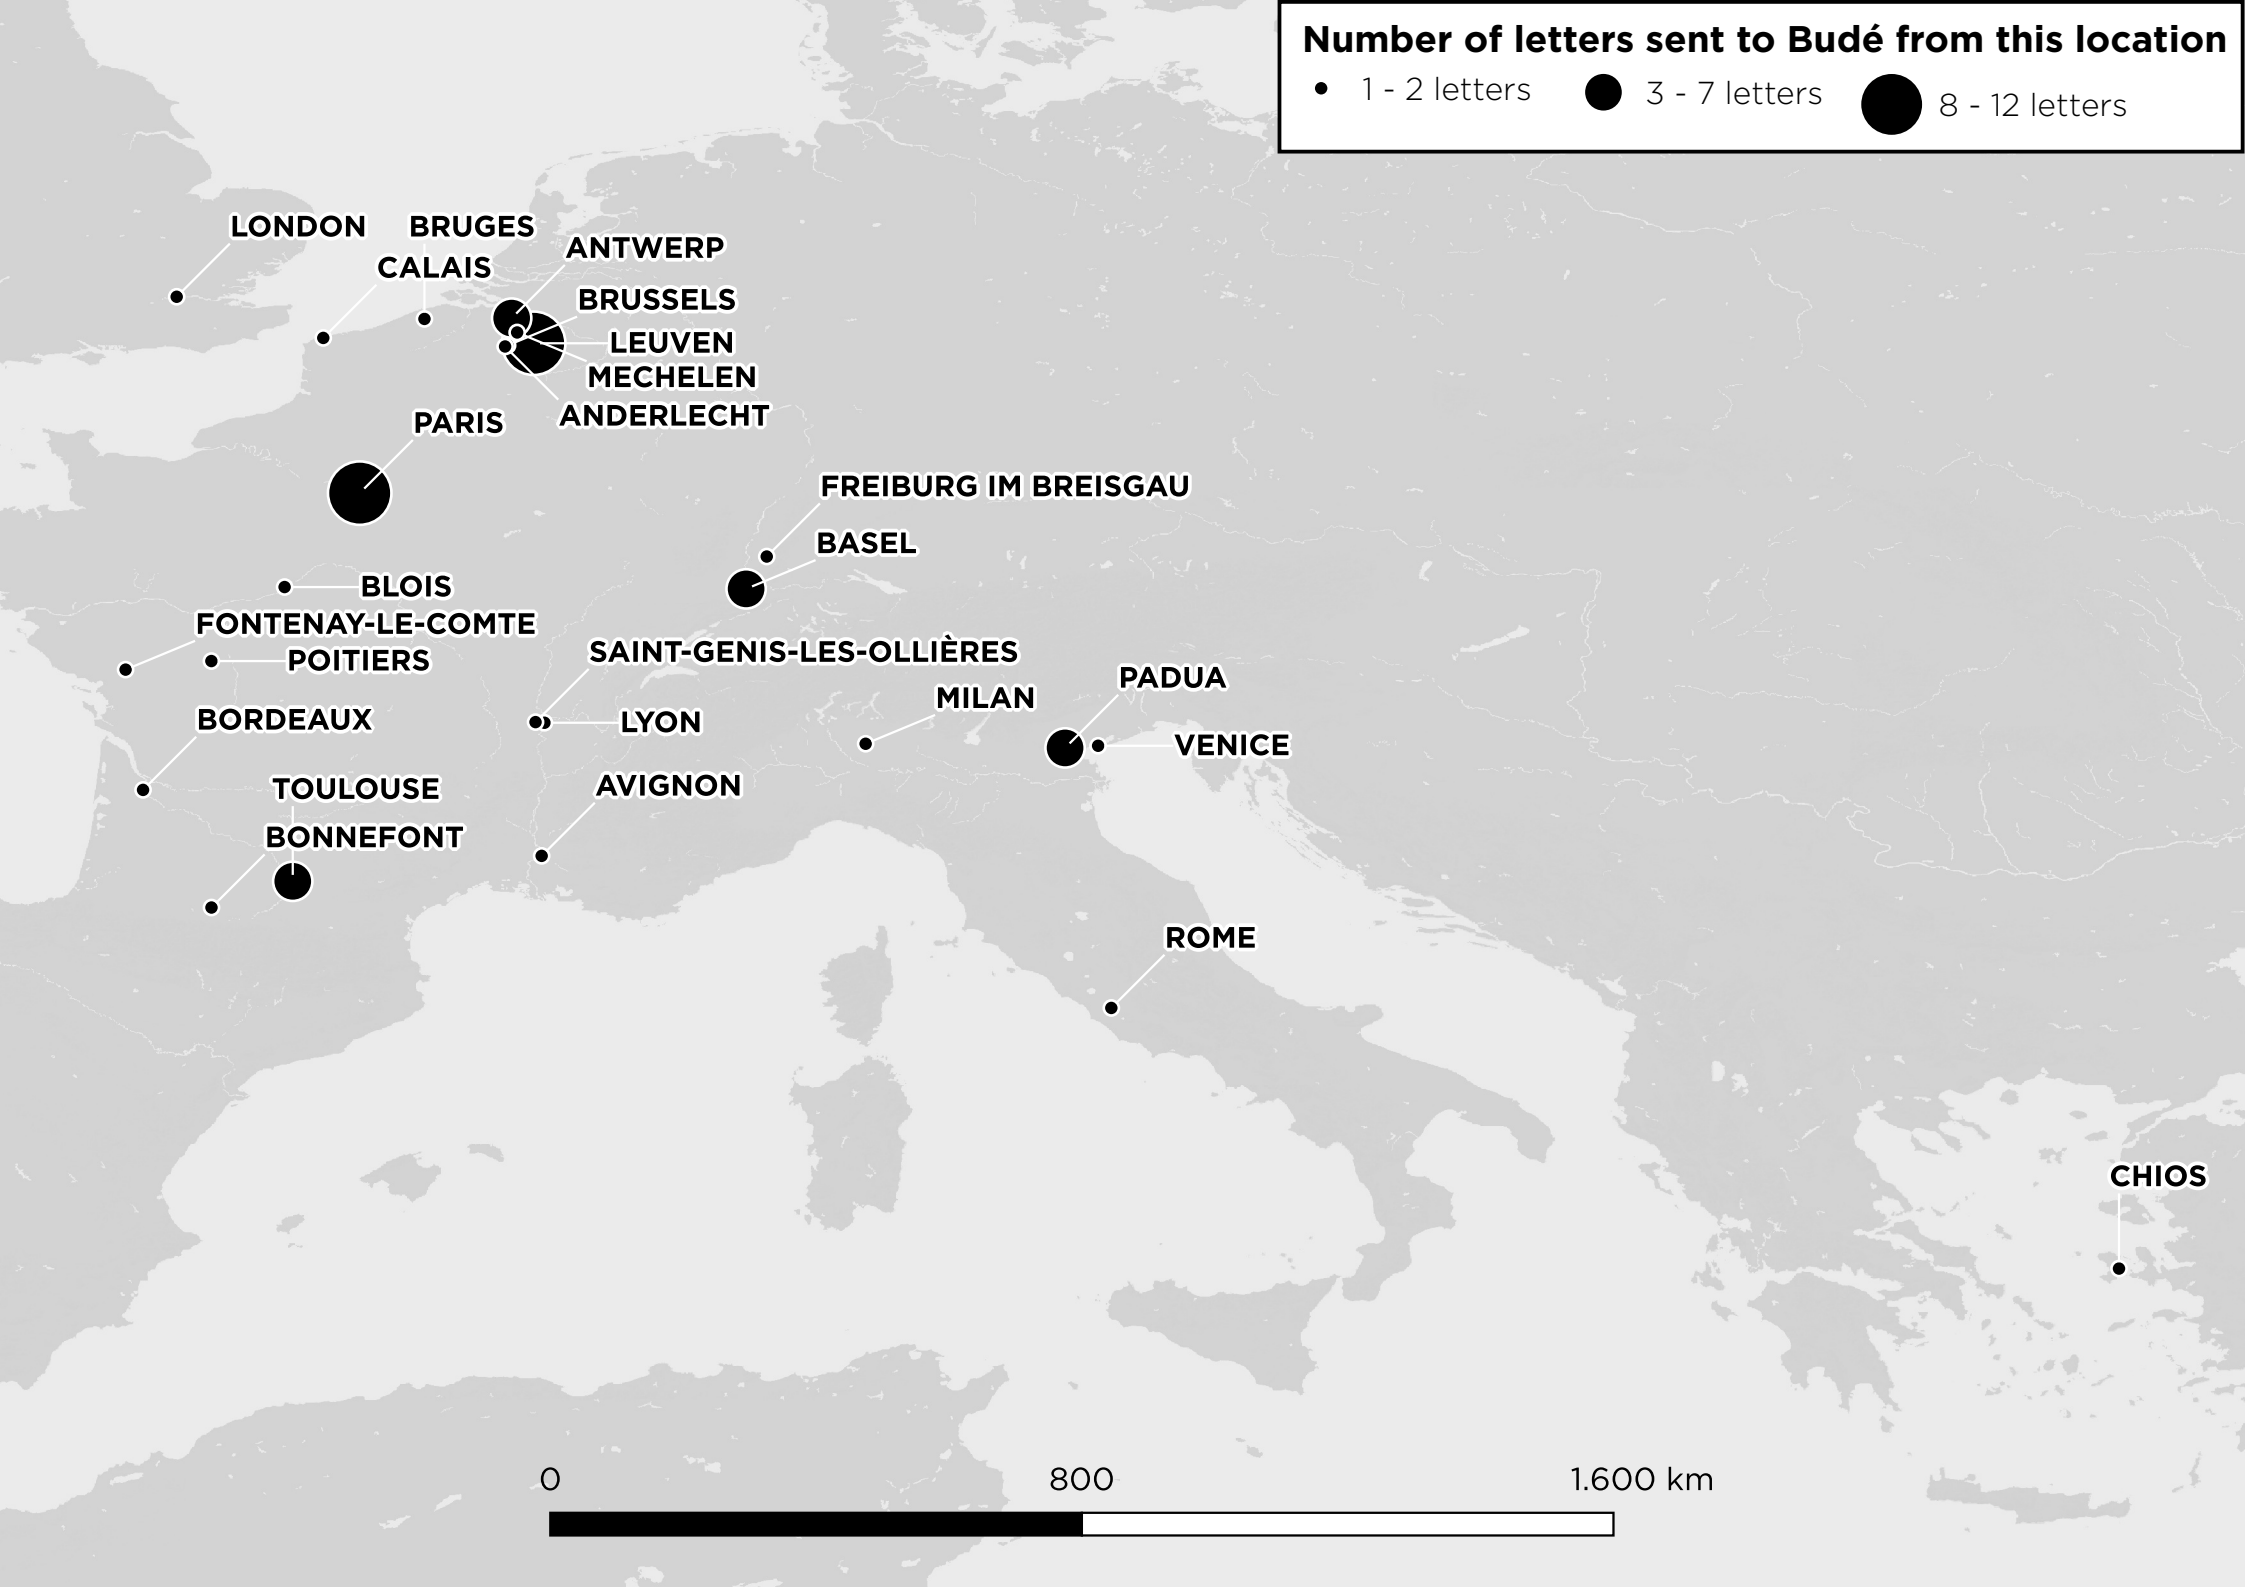 Number of letters sent to Budé from this location
1 - 2 letters 3 - 7 letters 8 - 12 letters
LONDON
BRUGES
CALAIS
ANTWERP
BRUSSELS
LEUVEN
MECHELEN
ANDERLECHT
PARIS
FREIBURG IM BREISGAU
BASEL
BLOIS
FONTENAY-LE-COMTE
POITIERS
SAINT-GENIS-LES-OLLIÈRES
PADUA
MILAN
BORDEAUX
LYON
VENICE
TOULOUSE
AVIGNON
BONNEFONT
ROME
CHIOS
0 800 1.600 km